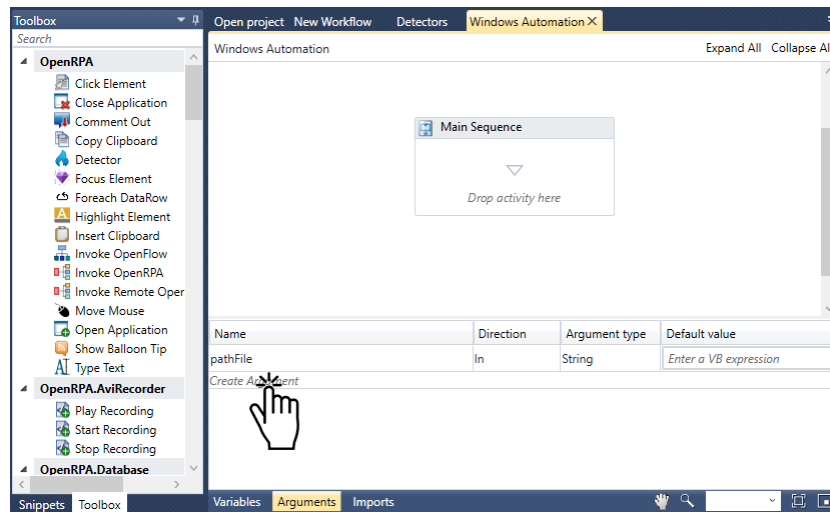 Toolbox
Search
OpenRPA
Click Element
Close Application
Comment Out
Copy Clipboard
Detector
Focus Element
Foreach DataRow
Highlight Element
Insert Clipboard
Invoke OpenFlow
Invoke OpenRPA
Invoke Remote Oper
Move Mouse
Open Application
Show Balloon Tip
Type Text
OpenRPA.AviRecorder
Play Recording
Start Recording
Stop Recording
OpenRPA.Database
Snippets Toolbox
Open project New Workflow Detectors Windows Automation
Windows Automation Expand All Collapse Al
Main Sequence
Drop activity here
Name Direction Argument type Default value
pathFile In String Enter a VB expression
Create Argument
Variables Arguments Imports